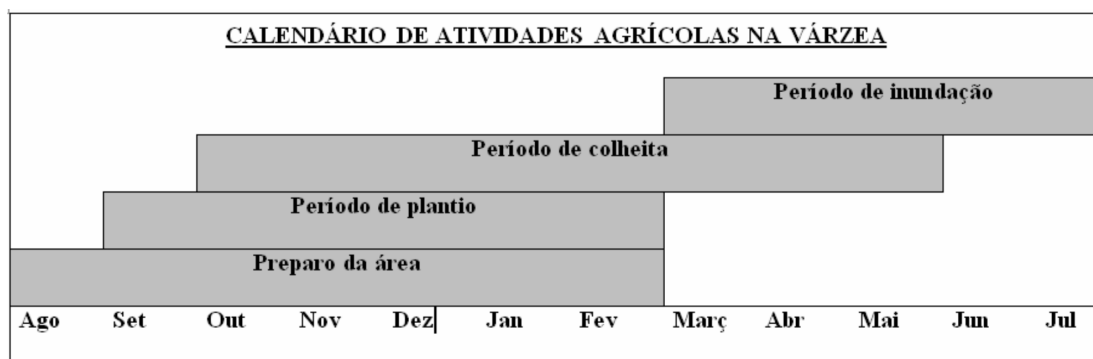 CALENDÁRIO DE ATIVIDADES AGRÍCOLAS NA VÁRZEA
Período de inundação
Período de colheita
Período de plantio
Preparo da área
Ago Set Out Nov Dez Jan Fev Març Abr Mai Jun Jul